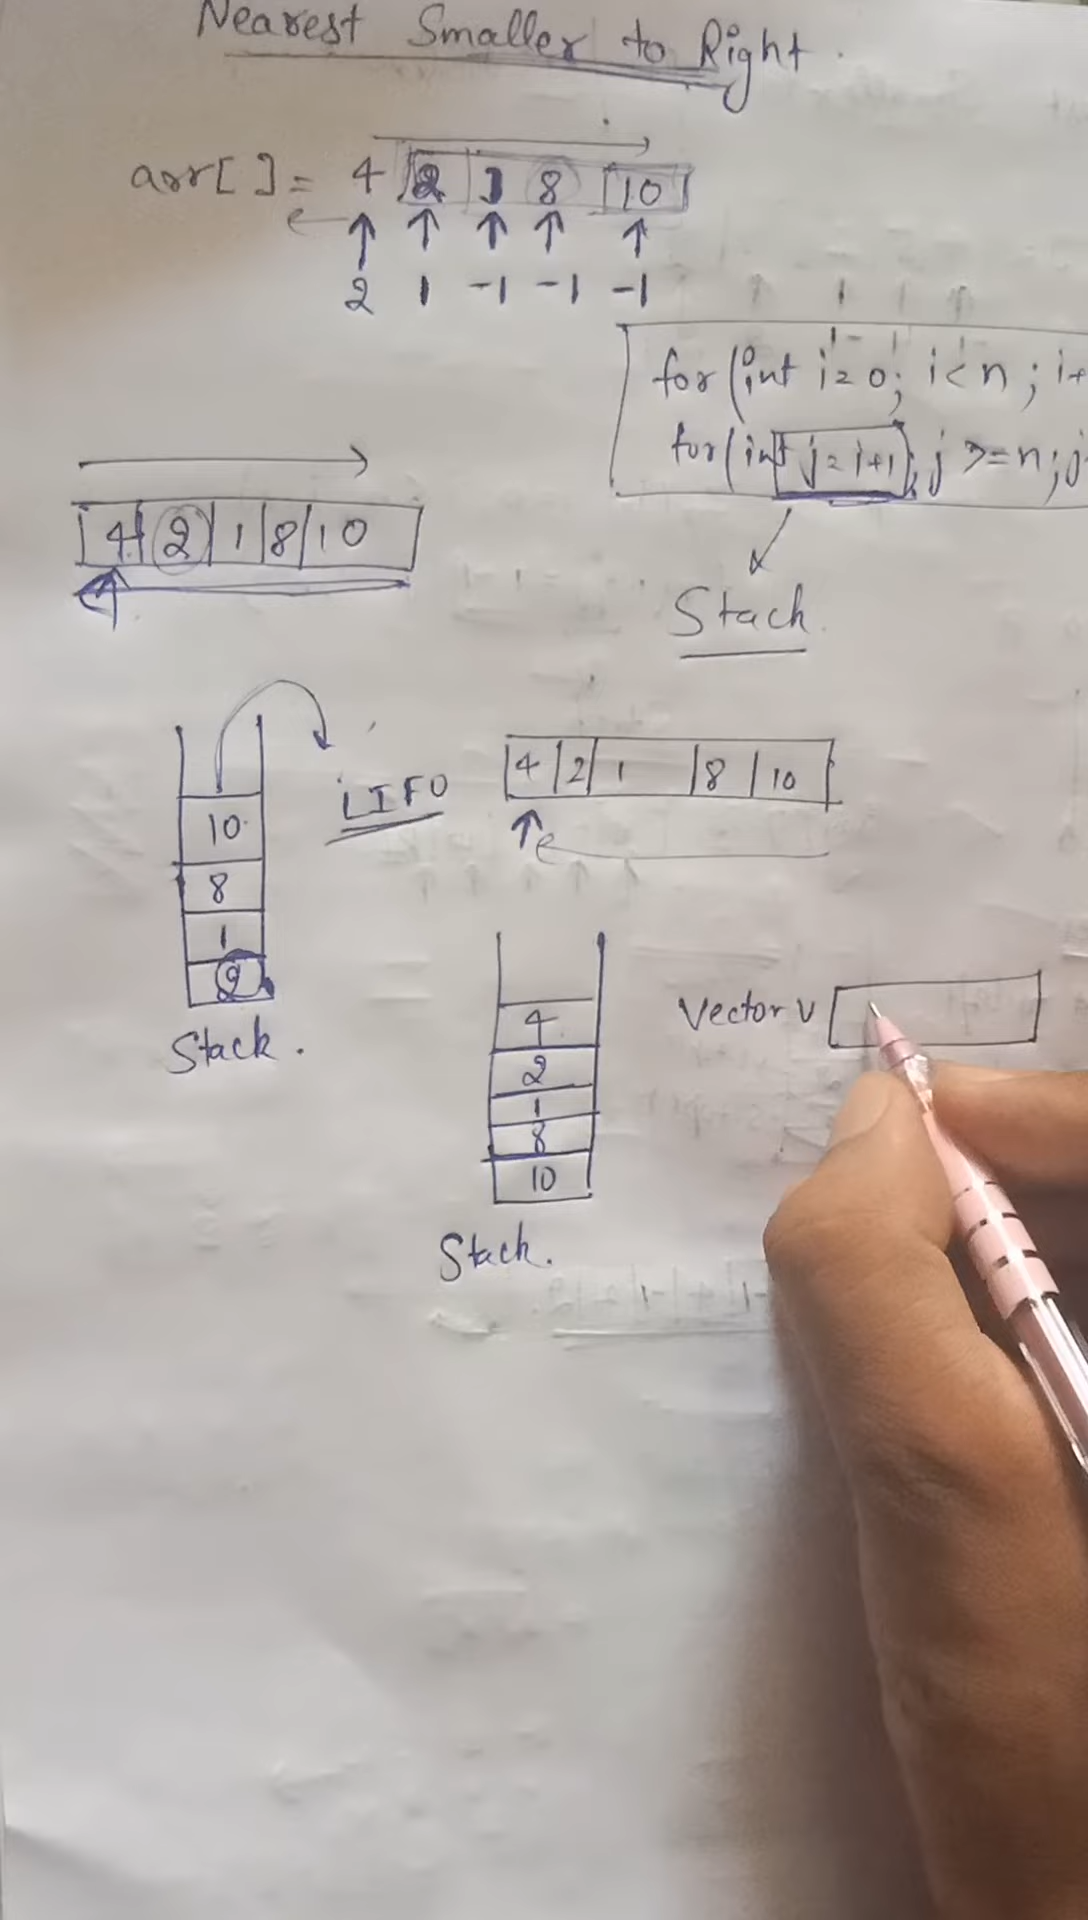 Nearest Smaller to Right.
arr[ ] = 4 2 1 8 10
2 1 -1 -1 -1
for (int i=0; i<n; i+
for (int j=i+1; j>=n; j
4 2 1 8 10
Stack.
10
8
1
2
Stack.
LIFO
4 2 1 8 10
4
2
1
8
10
Stack.
Vector v